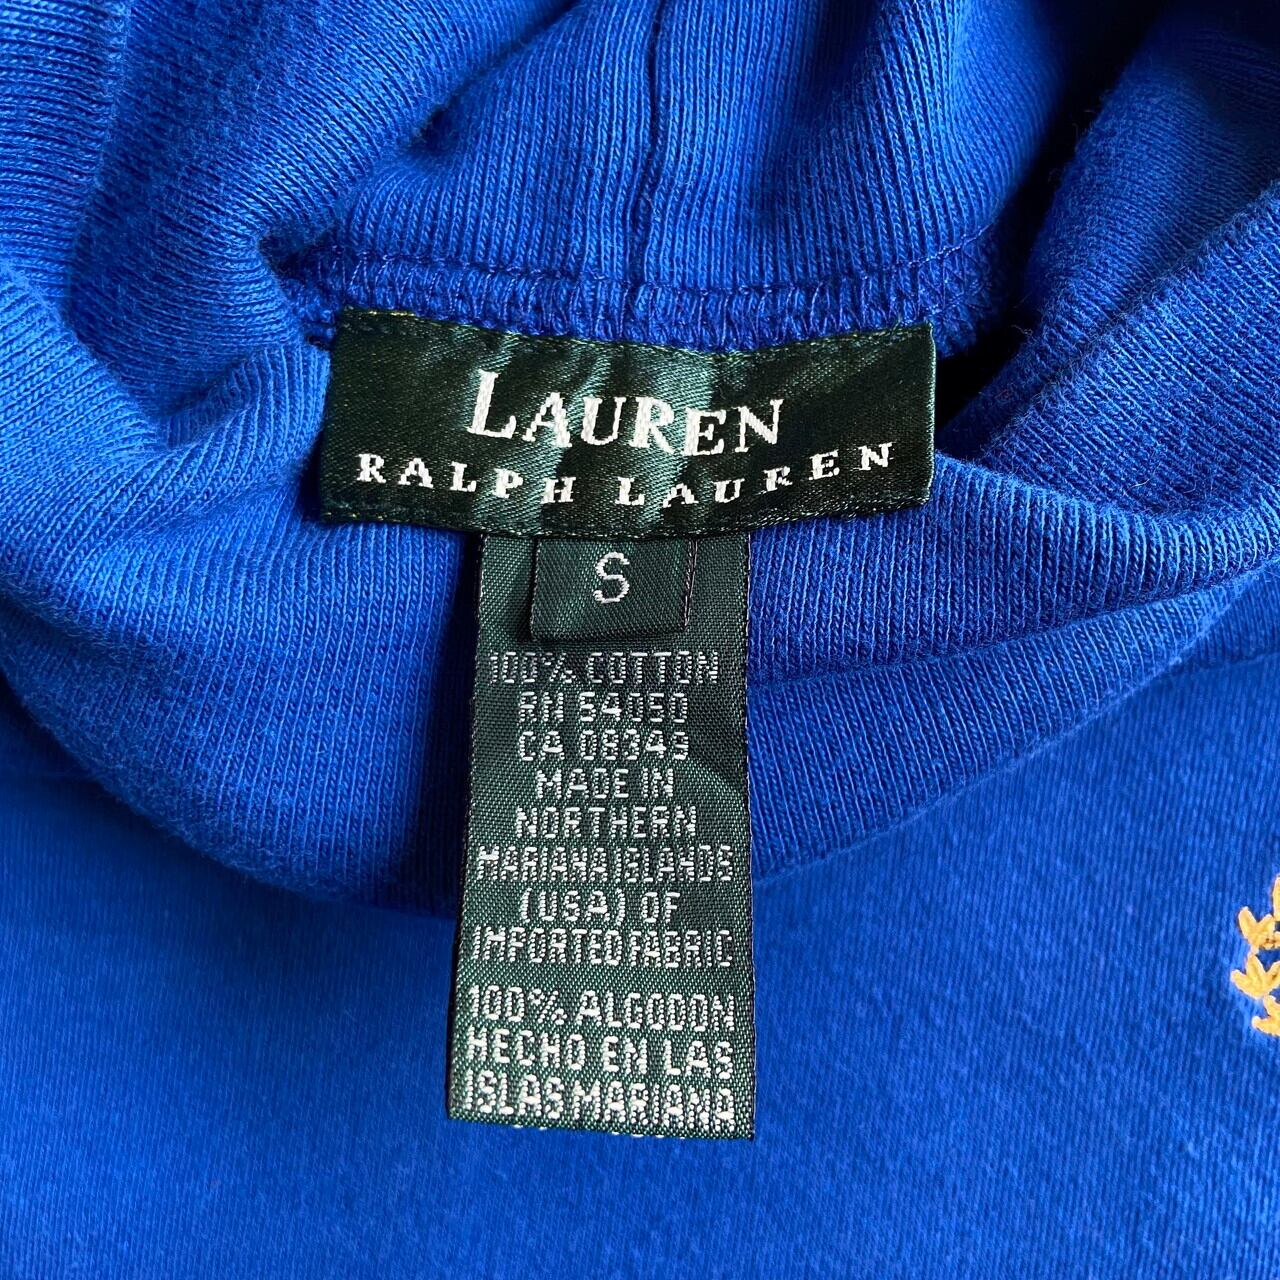 LAUREN
RALPH LAUREN
S
100% COTTON
RN 54050
CA 08349
MADE IN
NORTHERN
MARIANA ISLANDS
(USA) OF
IMPORTED FABRIC
100% ALGODON
HECHO EN LAS
ISLAS MARIANA